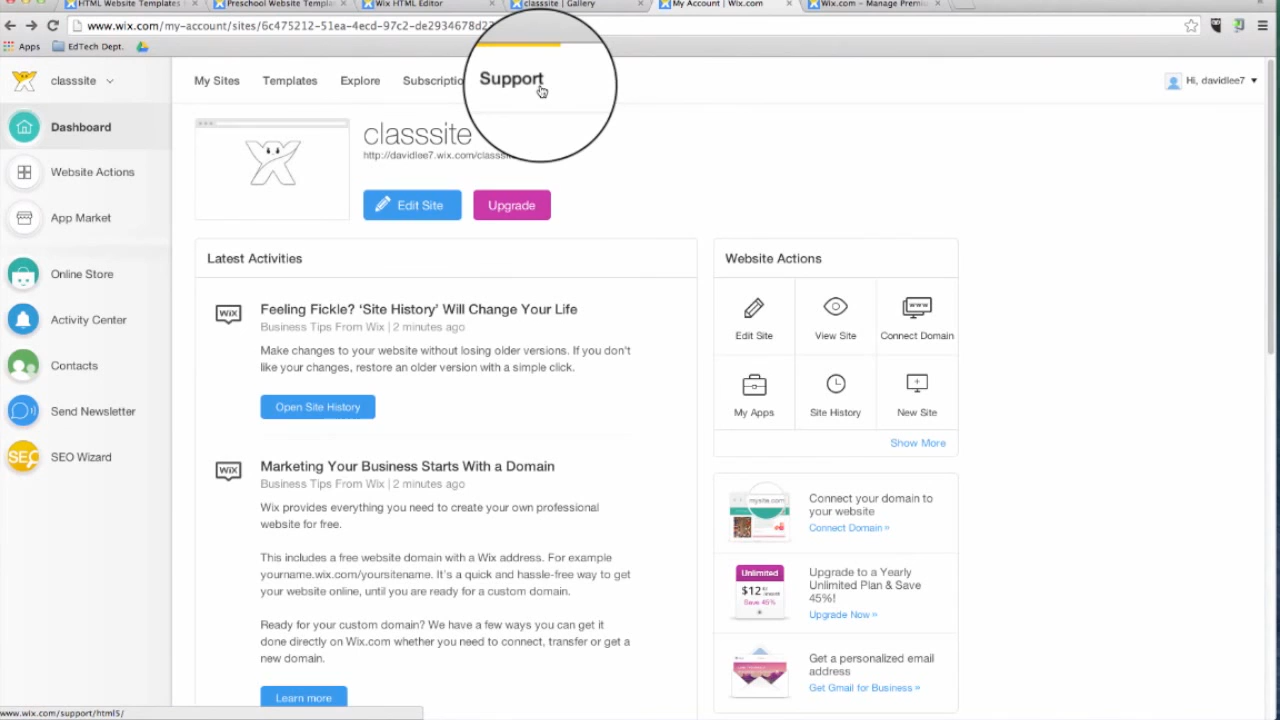 HTML Website Templates
Preschool Website Templa
Wix HTML Editor
classsite | Gallery
My Account | Wix.com
Wix.com – Manage Premiu
www.wix.com/my-account/sites/6c475212-51ea-4ecd-97c2-de2934678d2
Apps
EdTech Dept.
classsite
My Sites
Templates
Explore
Subscriptio
Support
Hi, davidlee7
Dashboard
Website Actions
App Market
Online Store
Activity Center
Contacts
Send Newsletter
SEO
SEO Wizard
classsite
http://davidlee7.wix.com/classsi
Edit Site
Upgrade
Latest Activities
WiX
Feeling Fickle? ‘Site History’ Will Change Your Life
Business Tips From Wix | 2 minutes ago
Make changes to your website without losing older versions. If you don't
like your changes, restore an older version with a simple click.
Open Site History
WiX
Marketing Your Business Starts With a Domain
Business Tips From Wix | 2 minutes ago
Wix provides everything you need to create your own professional
website for free.
This includes a free website domain with a Wix address. For example
yourname.wix.com/yoursitename. It's a quick and hassle-free way to get
your website online, until you are ready for a custom domain.
Ready for your custom domain? We have a few ways you can get it
done directly on Wix.com whether you need to connect, transfer or get a
new domain.
Learn more
Website Actions
Edit Site
View Site
www
Connect Domain
My Apps
Site History
New Site
Show More
mysite.com
Connect your domain to
your website
Connect Domain »
Unlimited
$12
Save 45%
Upgrade to a Yearly
Unlimited Plan & Save
45%!
Upgrade Now »
Get a personalized email
address
Get Gmail for Business »
www.wix.com/support/html5/